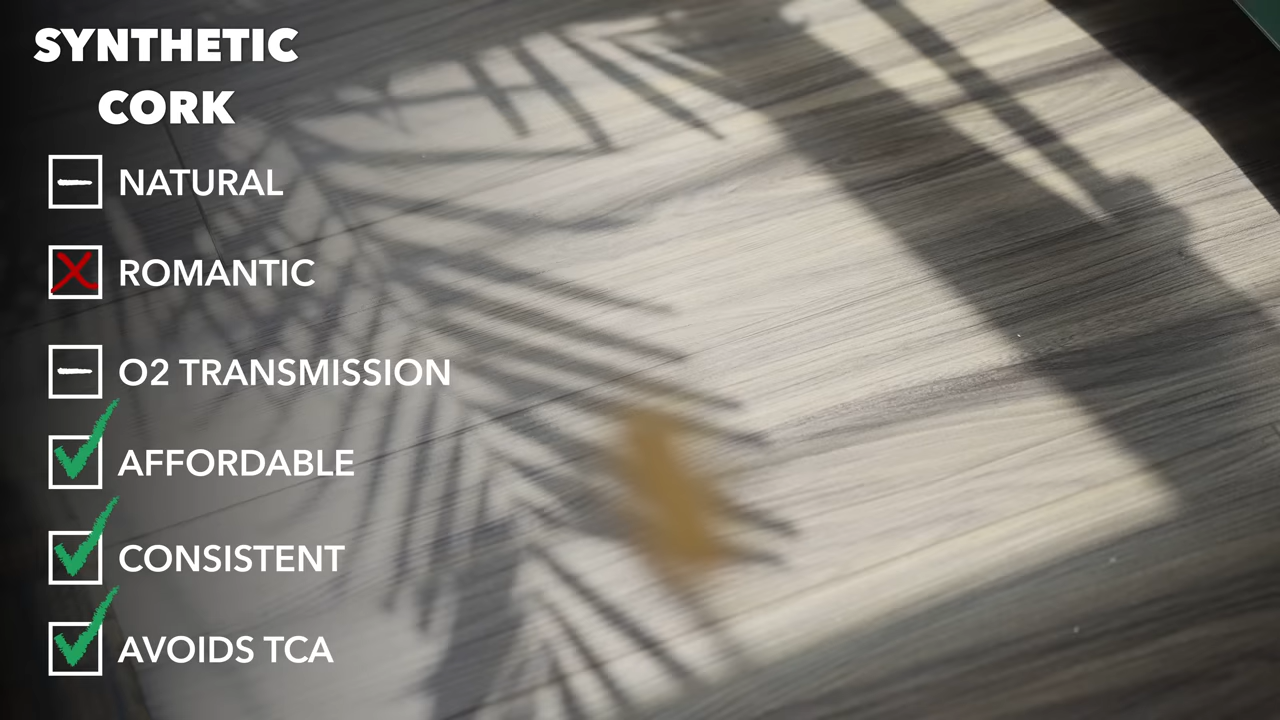 SYNTHETIC
CORK
NATURAL
ROMANTIC
O2 TRANSMISSION
AFFORDABLE
CONSISTENT
AVOIDS TCA